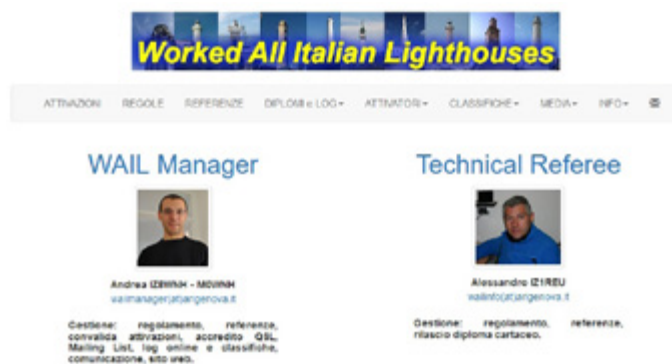 Worked All Italian Lighthouses
ATTIVAZIONI REGOLE REFERENZE DIPLOMI e LOG ATTIVATORI CLASSIFICHE MEDIA INFO
WAIL Manager
Technical Referee
Andrea IZ8WNH - M0WNH
wailmanager(at)arigenova.it
Alessandro IZ1REU
wailinfo(at)arigenova.it
Gestione: regolamento, referenze,
convalida attivazioni, accredito QSL,
Mailing List, log online e classifiche,
comunicazione, sito web.
Gestione: regolamento, referenze,
rilascio diploma cartaceo.